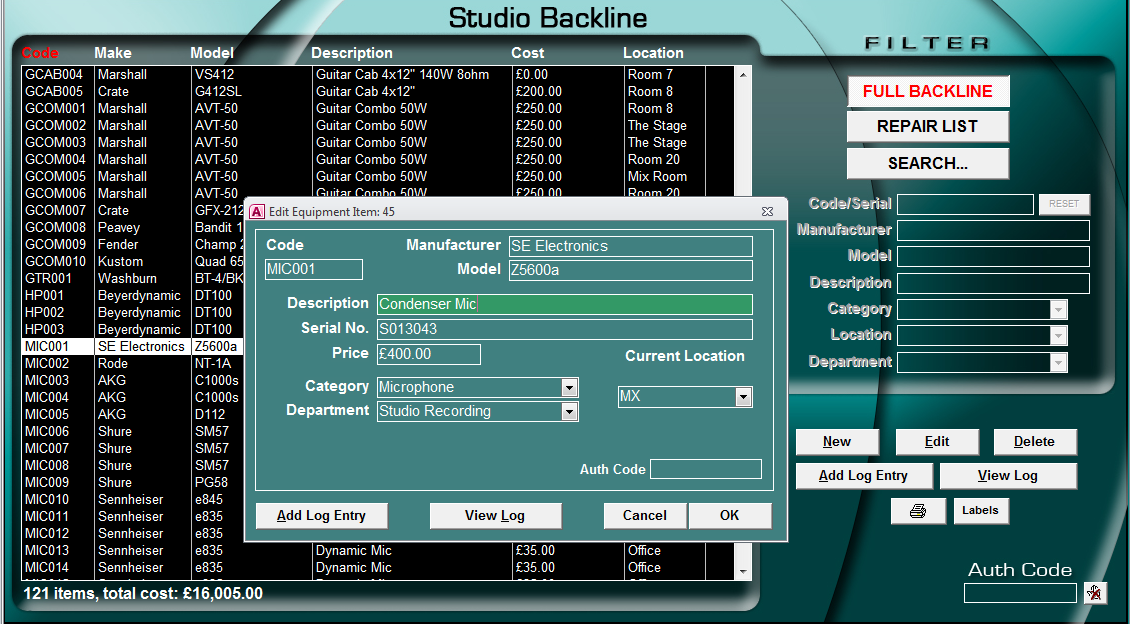 Studio Backline
FILTER
Code Make Model Description Cost Location
GCAB004 Marshall VS412 Guitar Cab 4x12" 140W 8ohm £0.00 Room 7
GCAB005 Crate G412SL Guitar Cab 4x12" £200.00 Room 8
GCOM001 Marshall AVT-50 Guitar Combo 50W £250.00 Room 8
GCOM002 Marshall AVT-50 Guitar Combo 50W £250.00 The Stage
GCOM003 Marshall AVT-50 Guitar Combo 50W £250.00 The Stage
GCOM004 Marshall AVT-50 Guitar Combo 50W £250.00 Room 20
GCOM005 Marshall AVT-50 Guitar Combo 50W £250.00 Mix Room
GCOM006 Marshall AVT-50 Guitar Combo 50W £250.00 Room 20
GCOM007 Crate GFX-212
GCOM008 Peavey Bandit 1
GCOM009 Fender Champ 2
GCOM010 Kustom Quad 65
GTR001 Washburn BT-4/BK
HP001 Beyerdynamic DT100
HP002 Beyerdynamic DT100
HP003 Beyerdynamic DT100
MIC001 SE Electronics Z5600a
MIC002 Rode NT-1A
MIC003 AKG C1000s
MIC004 AKG C1000s
MIC005 AKG D112
MIC006 Shure SM57
MIC007 Shure SM57
MIC008 Shure SM57
MIC009 Shure PG58
MIC010 Sennheiser e845
MIC011 Sennheiser e835
MIC012 Sennheiser e835
MIC013 Sennheiser e835 Dynamic Mic £35.00 Office
MIC014 Sennheiser e835 Dynamic Mic £35.00 Office
121 items, total cost: £16,005.00
Edit Equipment Item: 45
Code Manufacturer SE Electronics
MIC001 Model Z5600a
Description Condenser Mic
Serial No. S013043
Price £400.00 Current Location
Category Microphone MX
Department Studio Recording
Auth Code
Add Log Entry View Log Cancel OK
FULL BACKLINE
REPAIR LIST
SEARCH...
Code/Serial RESET
Manufacturer
Model
Description
Category
Location
Department
New Edit Delete
Add Log Entry View Log
Labels
Auth Code